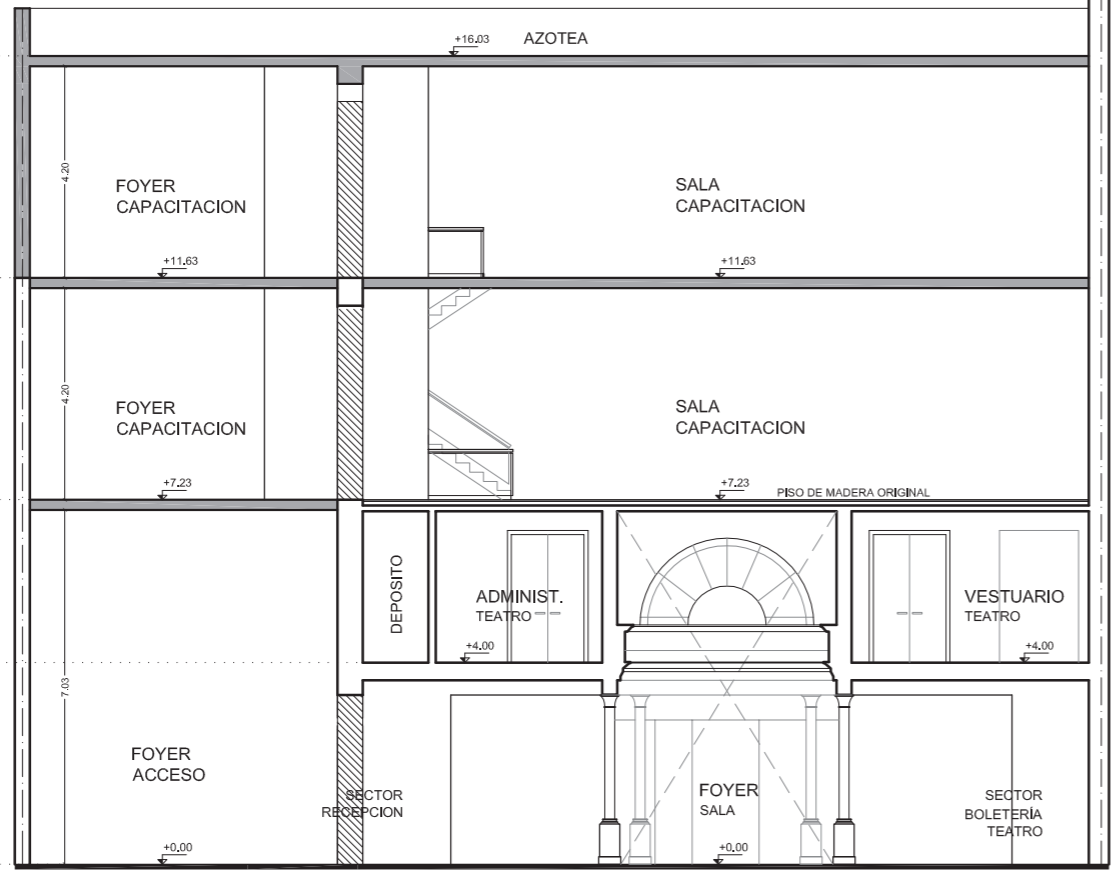 +16.03 AZOTEA
4.20
FOYER
CAPACITACION
SALA
CAPACITACION
+11.63
+11.63
4.20
FOYER
CAPACITACION
SALA
CAPACITACION
+7.23
+7.23
PISO DE MADERA ORIGINAL
DEPOSITO
ADMINIST.
TEATRO
VESTUARIO
TEATRO
+4.00
+4.00
7.03
FOYER
ACCESO
SECTOR
RECEPCION
FOYER
SALA
SECTOR
BOLETERÍA
TEATRO
+0.00
+0.00